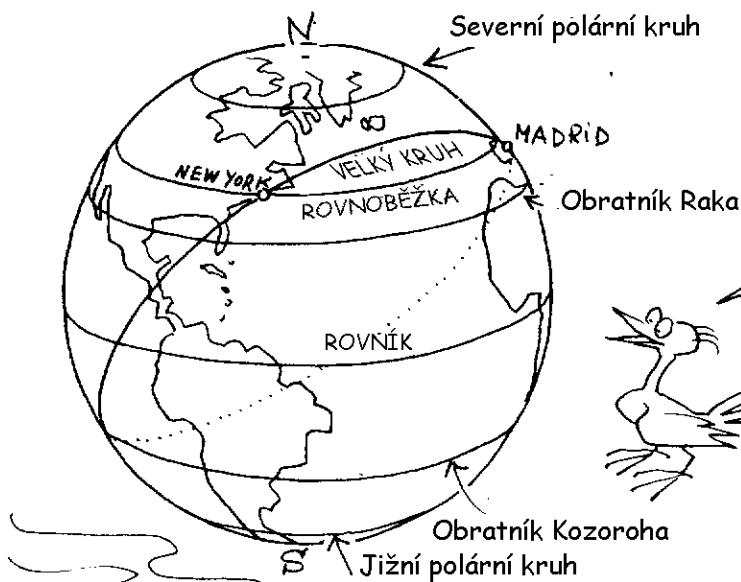 N
Severní polární kruh
MADRID
VELKÝ KRUH
NEW YORK
ROVNOBĚŽKA
Obratník Raka
ROVNÍK
Obratník Kozoroha
S
Jižní polární kruh